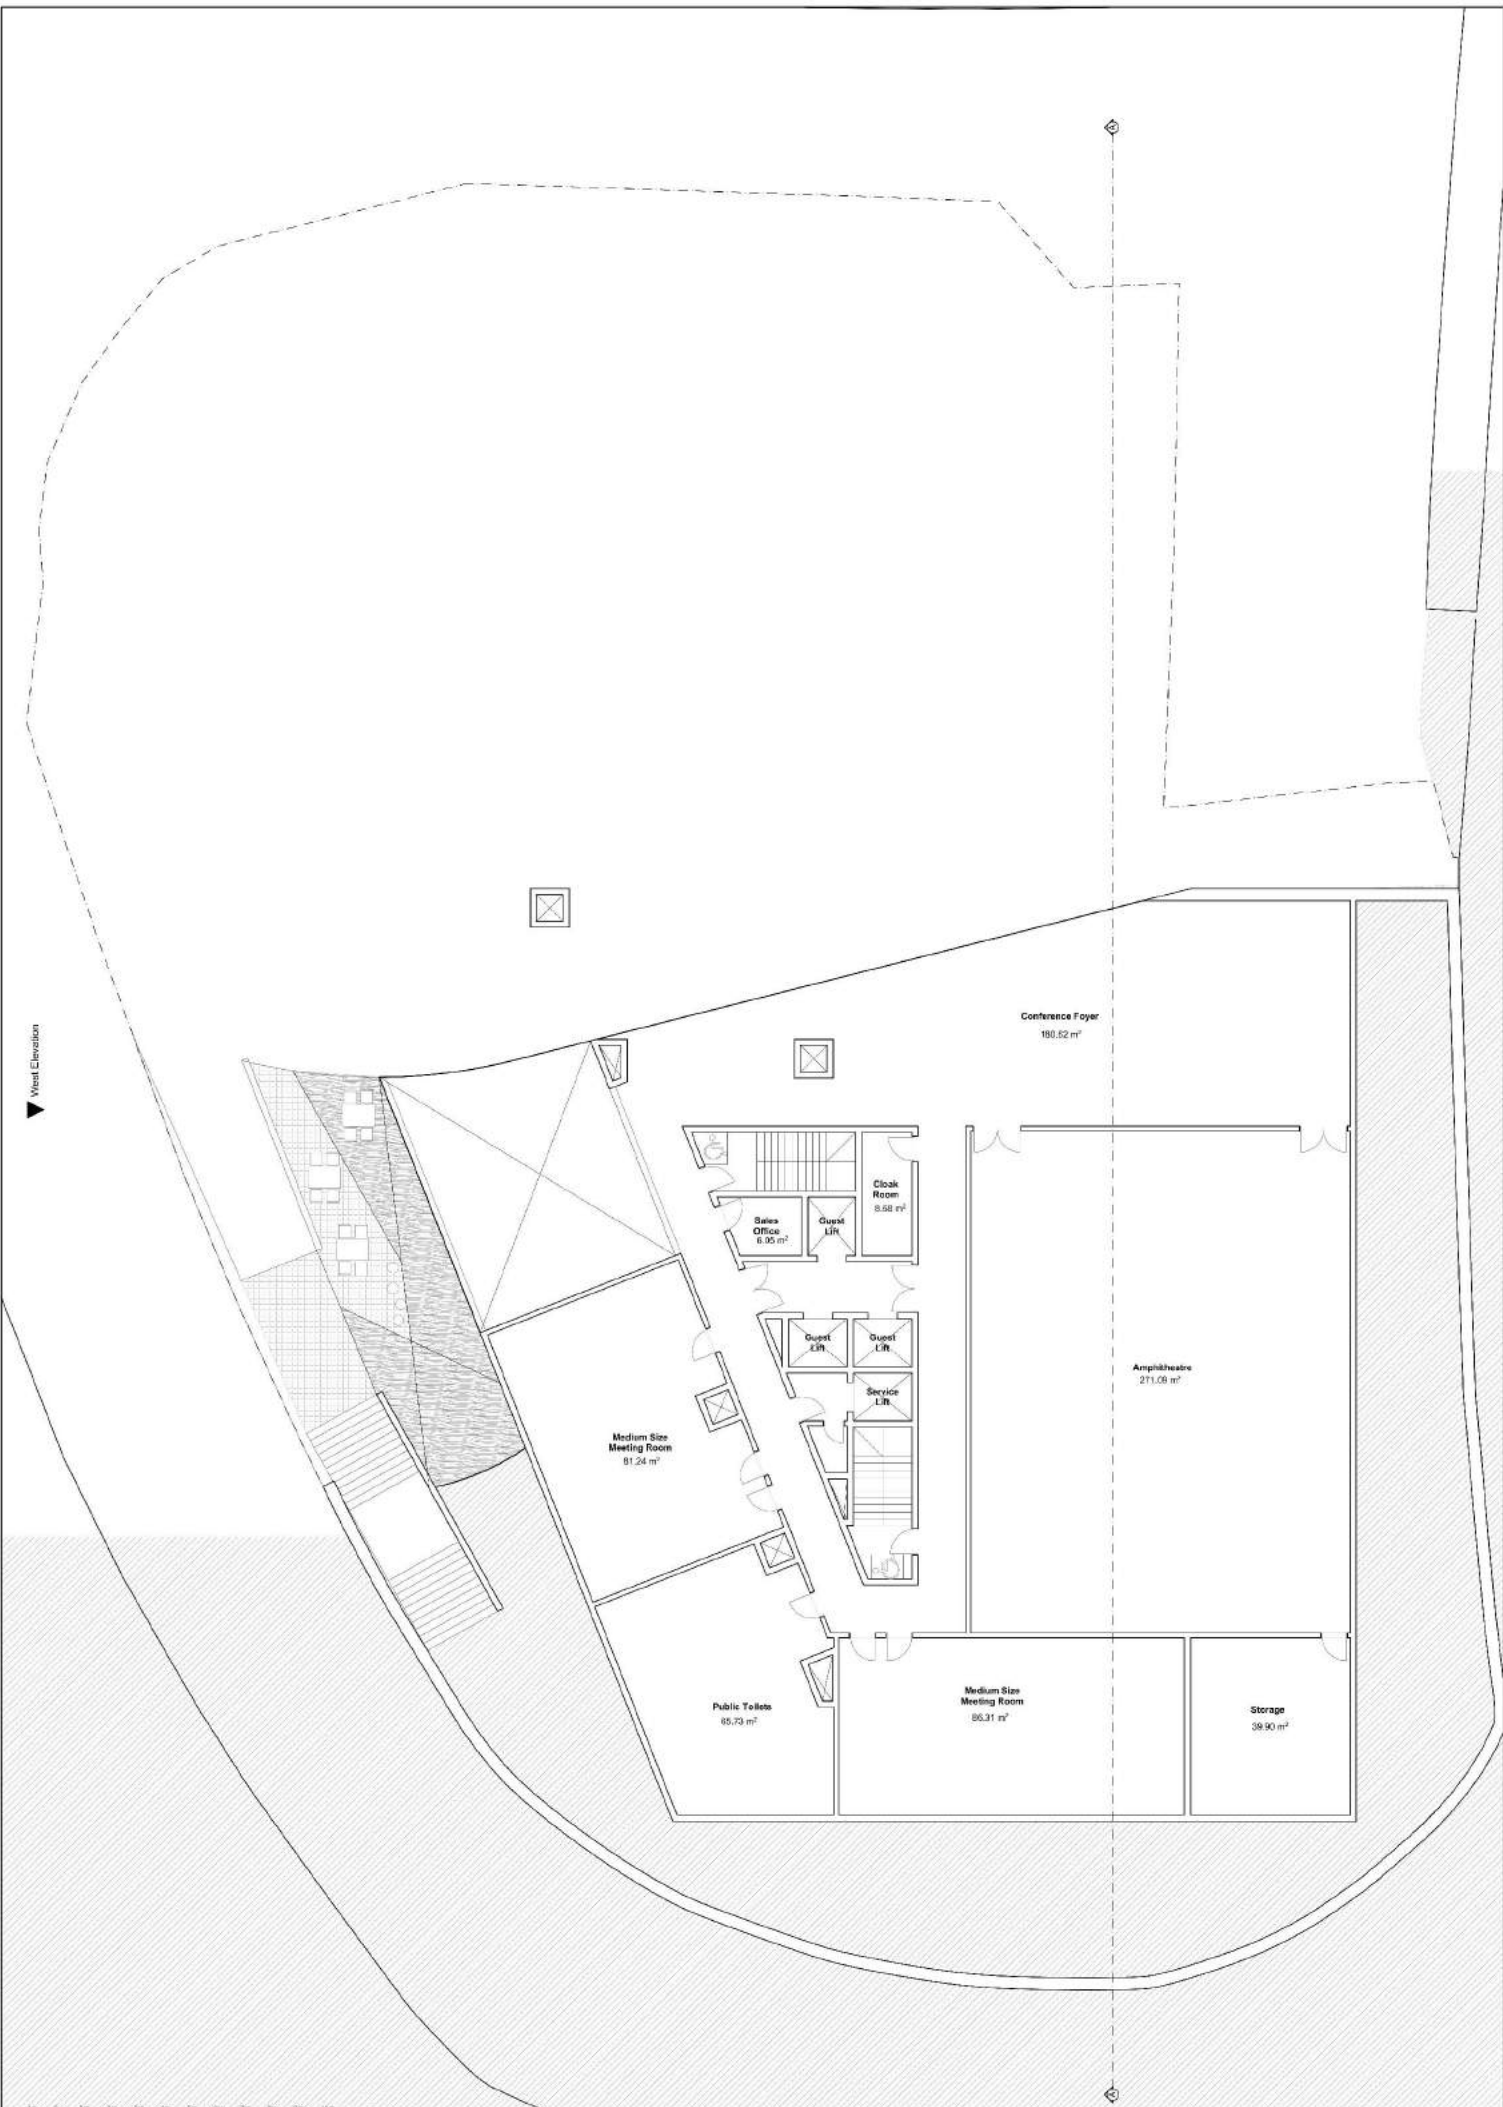 A
West Elevation
Conference Foyer
180.62 m²
Cloak
Room
8.68 m²
Sales
Office
6.05 m²
Guest
Lift
Guest
Lift
Guest
Lift
Service
Lift
Amphitheatre
271.09 m²
Medium Size
Meeting Room
81.24 m²
Public Toilets
65.73 m²
Medium Size
Meeting Room
86.31 m²
Storage
39.90 m²
A